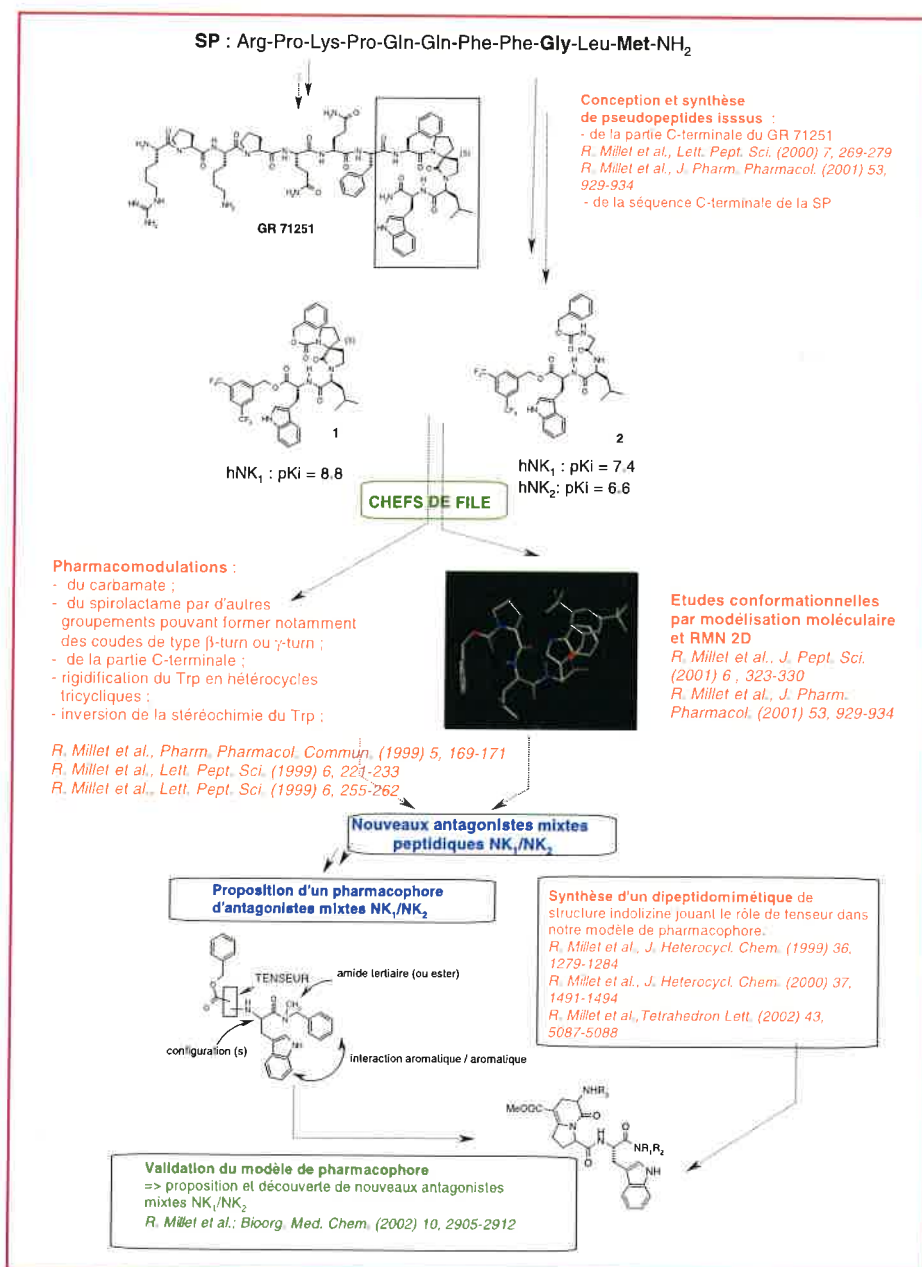 SP : Arg-Pro-Lys-Pro-Gln-Gln-Phe-Phe-Gly-Leu-Met-NH2
Conception et synthèse
de pseudopeptides isssus :
- de la partie C-terminale du GR 71251
R. Millet et al., Lett. Pept. Sci. (2000) 7, 269-279
R. Millet et al., J. Pharm. Pharmacol. (2001) 53,
929-934
- de la séquence C-terminale de la SP
GR 71251
(S)
(S)
1
2
hNK1 : pKi = 8.8
hNK1 : pKi = 7.4
hNK2: pKi = 6.6
CHEFS DE FILE
Pharmacomodulations :
- du carbamate ;
- du spirolactame par d'autres
groupements pouvant former notamment
des coudes de type β-turn ou γ-turn ;
- de la partie C-terminale ;
- rigidification du Trp en hétérocycles
tricycliques ;
- inversion de la stéréochimie du Trp ;
R. Millet et al., Pharm. Pharmacol. Commun. (1999) 5, 169-171
R. Millet et al., Lett. Pept. Sci. (1999) 6, 221-233
R. Millet et al., Lett. Pept. Sci. (1999) 6, 255-262
Etudes conformationnelles
par modélisation moléculaire
et RMN 2D
R. Millet et al., J. Pept. Sci.
(2001) 6 , 323-330
R. Millet et al., J. Pharm.
Pharmacol. (2001) 53, 929-934
Nouveaux antagonistes mixtes
peptidiques NK1/NK2
Proposition d'un pharmacophore
d'antagonistes mixtes NK1/NK2
Synthèse d'un dipeptidomimétique de
structure indolizine jouant le rôle de tenseur dans
notre modèle de pharmacophore.
R. Millet et al., J. Heterocycl. Chem. (1999) 36,
1279-1284
R. Millet et al., J. Heterocycl. Chem. (2000) 37,
1491-1494
R. Millet et al., Tetrahedron Lett. (2002) 43,
5087-5088
TENSEUR
amide tertiaire (ou ester)
configuration (s)
interaction aromatique / aromatique
NHR3
MeOOC
NR1R2
Validation du modèle de pharmacophore
=> proposition et découverte de nouveaux antagonistes
mixtes NK1/NK2
R. Millet et al.; Bioorg. Med. Chem. (2002) 10, 2905-2912